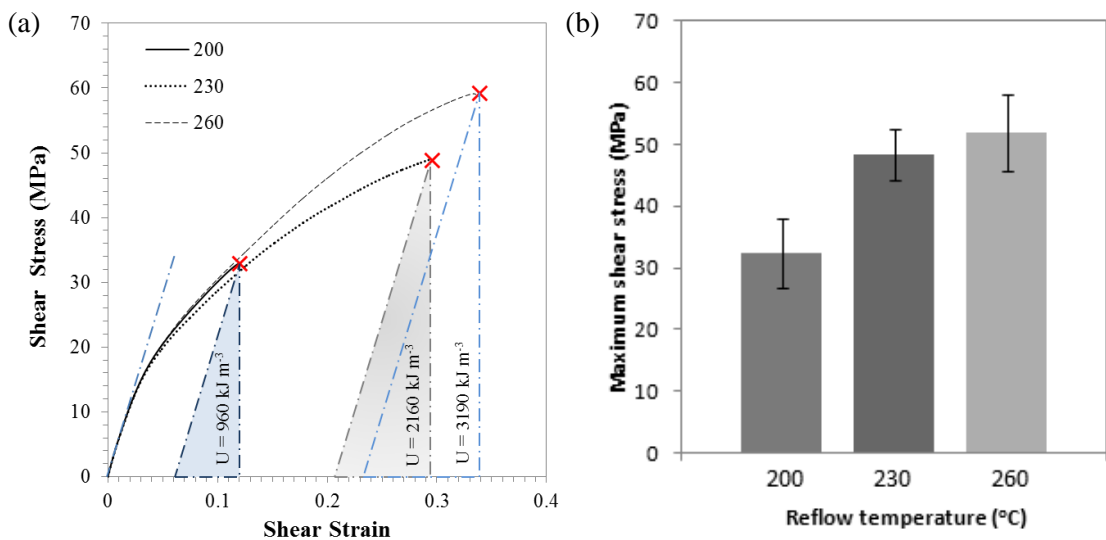 (a)
Shear Stress (MPa)
70
60
50
40
30
20
10
0
200
230
260
U = 960 kJ m-3
U = 2160 kJ m-3
U = 3190 kJ m-3
0 0.1 0.2 0.3 0.4
Shear Strain
(b)
Maximum shear stress (MPa)
70
60
50
40
30
20
10
0
200 230 260
Reflow temperature (°C)